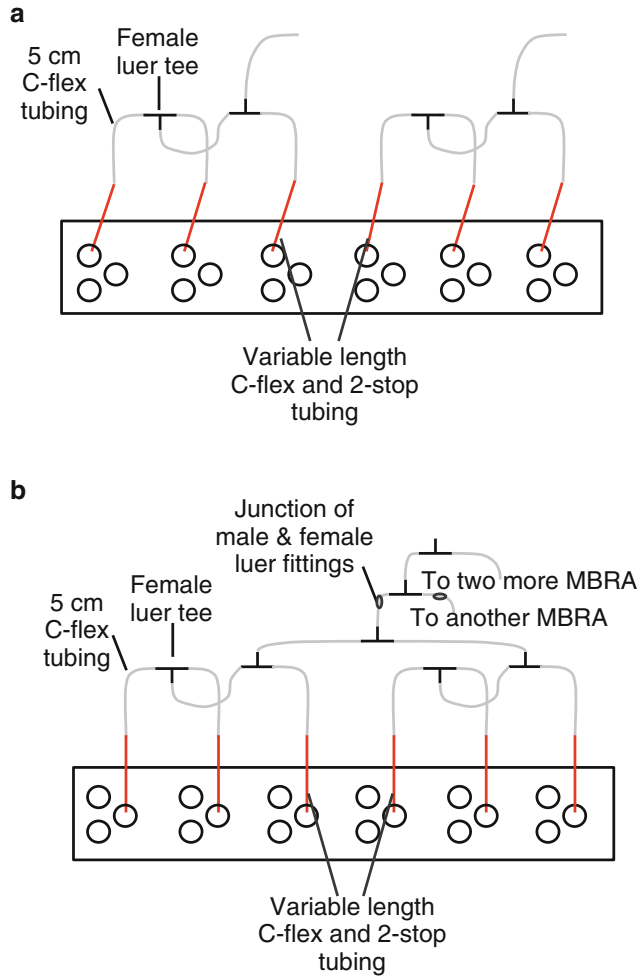 a
Female
luer tee
5 cm
C-flex
tubing
Variable length
C-flex and 2-stop
tubing
b
Junction of
male & female
luer fittings
To two more MBRA
To another MBRA
Female
luer tee
5 cm
C-flex
tubing
Variable length
C-flex and 2-stop
tubing